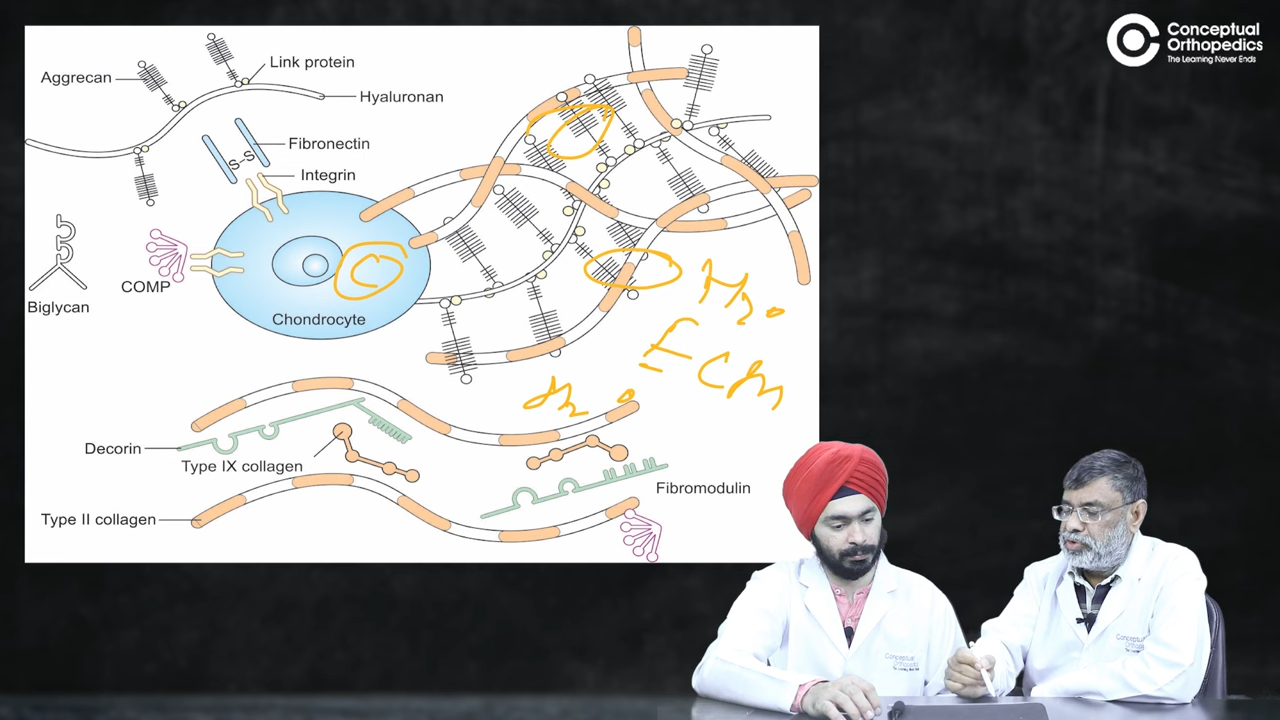 Conceptual
Orthopedics
The Learning Never Ends
Aggrecan
Link protein
Hyaluronan
Fibronectin
S-S
Integrin
COMP
Biglycan
Chondrocyte
H2O
ECM
H2O
Decorin
Type IX collagen
Fibromodulin
Type II collagen
Conceptual
Orthopedics
Conceptual